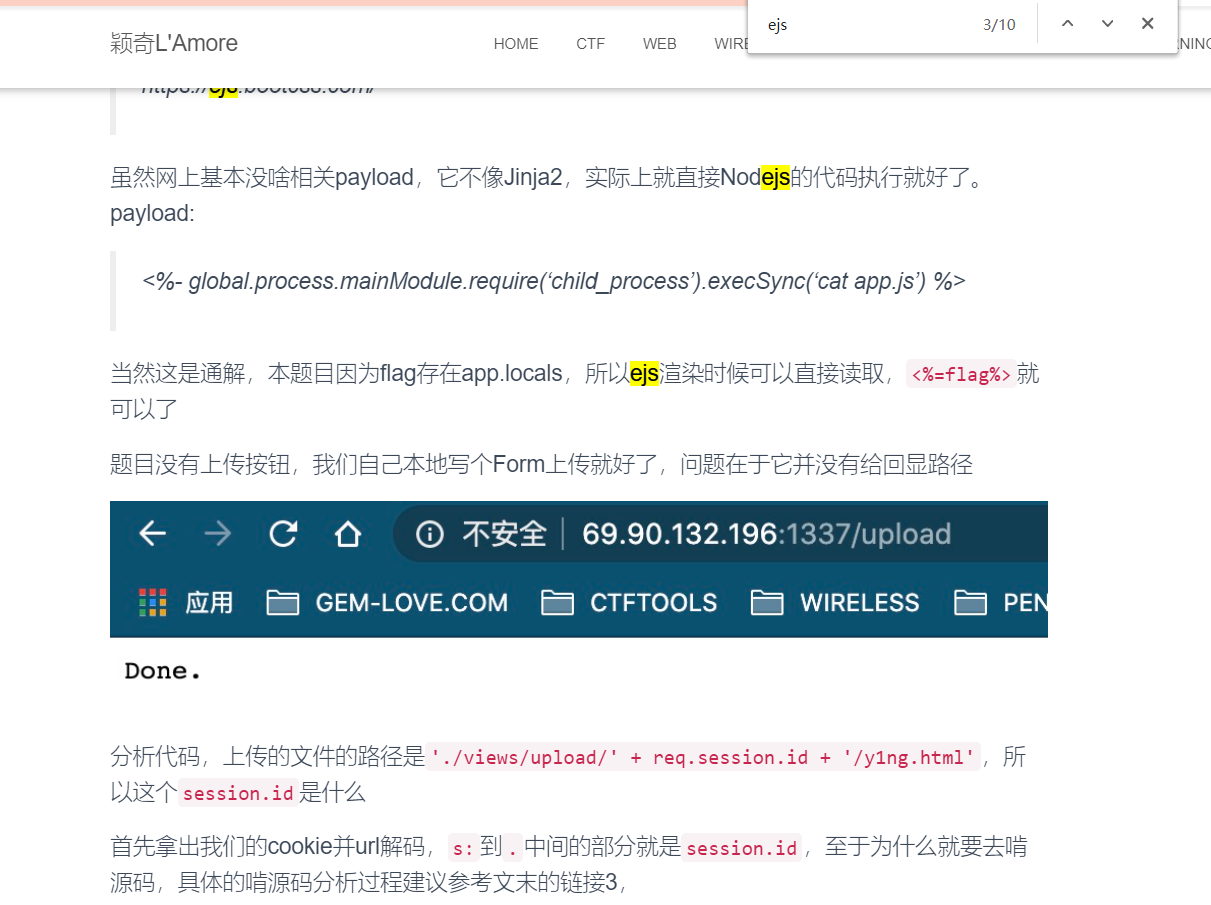 ejs
3/10
颖奇L'Amore
HOME
CTF
WEB
虽然网上基本没啥相关payload，它不像Jinja2，实际上就直接Nodejs的代码执行就好了。
payload:
<%- global.process.mainModule.require(‘child_process’).execSync(‘cat app.js’) %>
当然这是通解，本题目因为flag存在app.locals，所以ejs渲染时候可以直接读取，<%=flag%>就
可以了
题目没有上传按钮，我们自己本地写个Form上传就好了，问题在于它并没有给回显路径
不安全 | 69.90.132.196:1337/upload
应用
GEM-LOVE.COM
CTFTOOLS
WIRELESS
PEN
Done.
分析代码，上传的文件的路径是'./views/upload/' + req.session.id + '/y1ng.html'，所
以这个session.id是什么
首先拿出我们的cookie并url解码，s:到.中间的部分就是session.id，至于为什么就要去啃
源码，具体的啃源码分析过程建议参考文末的链接3，